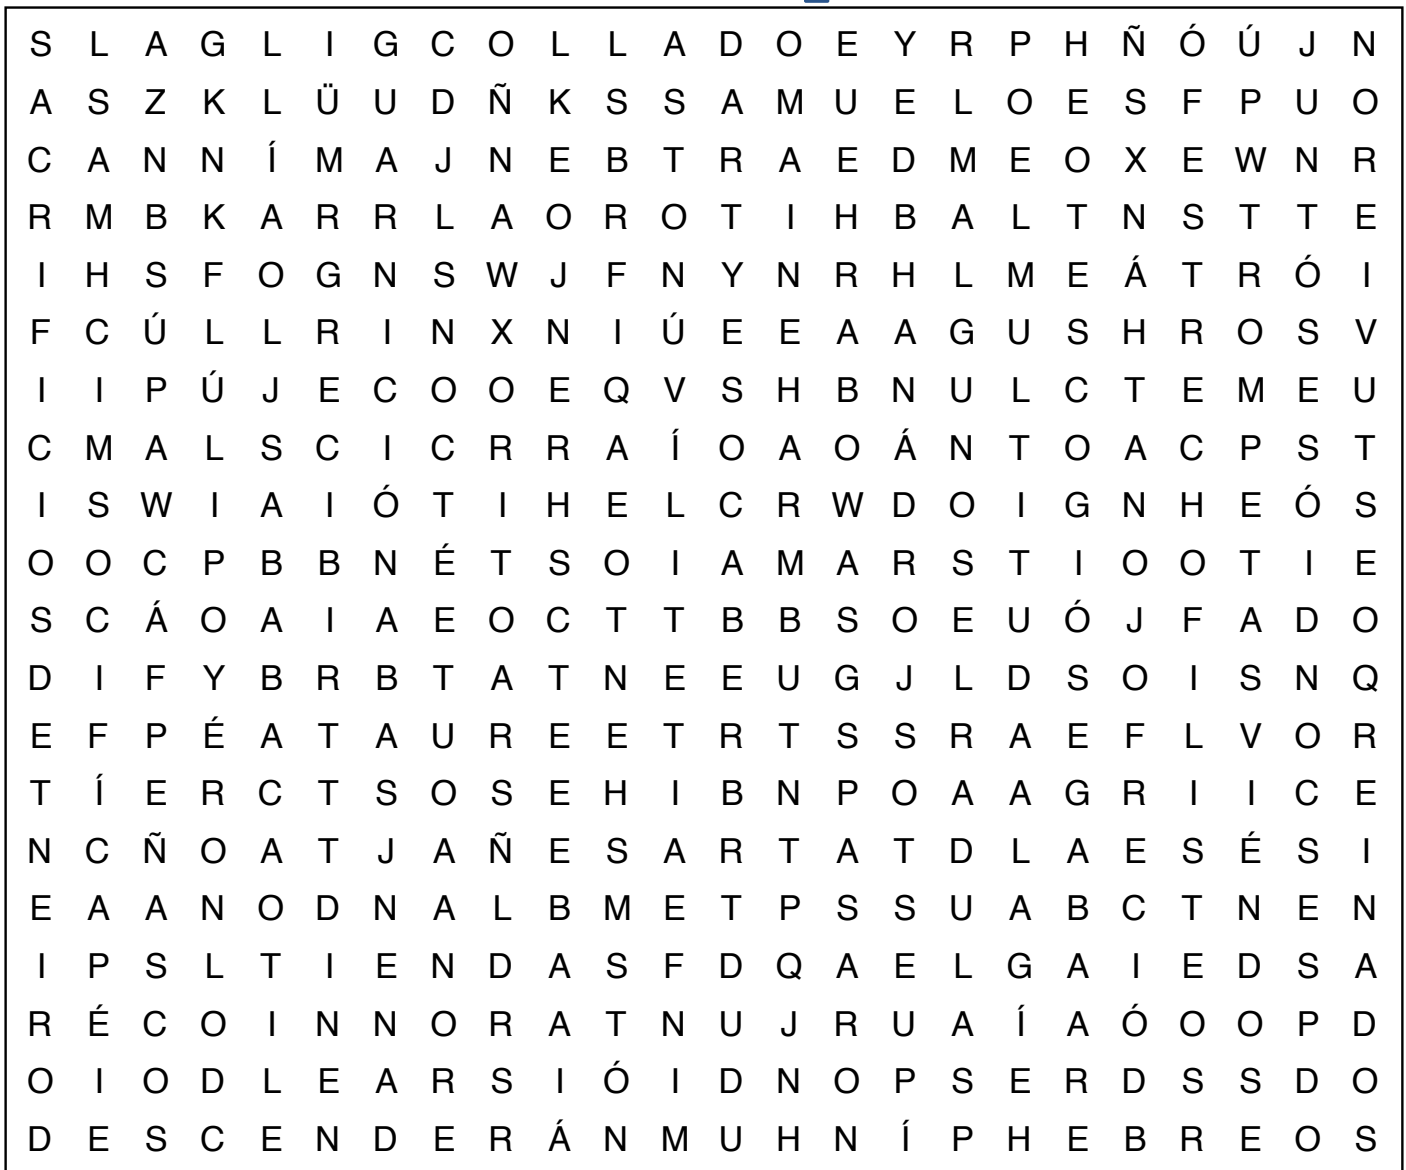 S L A G L I G C O L L A D O E Y R P H Ñ Ó Ú J N
A S Z K L Ü U D Ñ K S S A M U E L O E S F P U O
C A N N Í M A J N E B T R A E D M E O X E W N R
R M B K A R R L A O R O T I H B A L T N S T T E
I H S F O G N S W J F N Y N R H L M E Á T R Ó I
F C Ú L L R I N X N I Ú E E A A G U S H R O S V
I I P Ú J E C O O E Q V S H B N U L C T E M E U
C M A L S C I C R R A Í O A O Á N T O A C P S T
I S W I A I Ó T I H E L C R W D O I G N H E Ó S
O O C P B B N É T S O I A M A R S T I O O T I E
S C Á O A I A E O C T T B B S O E U Ó J F A D O
D I F Y B R B T A T N E E U G J L D S O I S N Q
E F P É A T A U R E E T R T S S R A E F L V O R
T Í E R C T S O S E H I B N P O A A G R I I C E
N C Ñ O A T J A Ñ E S A R T A T D L A E S É S I
E A A N O D N A L B M E T P S S U A B C T N E N
I P S L T I E N D A S F D Q A E L G A I E D S A
R É C O I N N O R A T N U J R U A Í A Ó O O P D
O I O D L E A R S I Ó I D N O P S E R D S S D O
D E S C E N D E R Á N M U H N Í P H E B R E O S